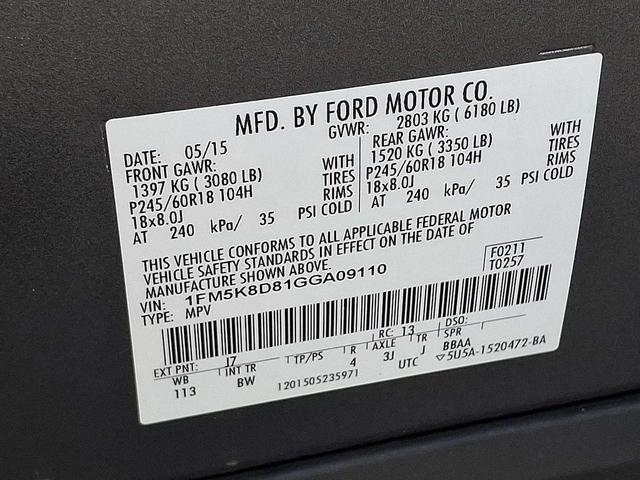 MFD. BY FORD MOTOR CO.
DATE: 05/15
GVWR: 2803 KG ( 6180 LB)
FRONT GAWR:
1397 KG ( 3080 LB) WITH
P245/60R18 104H TIRES
18x8.0J RIMS
AT 240 kPa/ 35 PSI COLD
REAR GAWR:
1520 KG ( 3350 LB) WITH
P245/60R18 104H TIRES
18x8.0J RIMS
AT 240 kPa/ 35 PSI COLD
THIS VEHICLE CONFORMS TO ALL APPLICABLE FEDERAL MOTOR
VEHICLE SAFETY STANDARDS IN EFFECT ON THE DATE OF
MANUFACTURE SHOWN ABOVE.
VIN: 1FM5K8D81GGA09110
TYPE: MPV
F0211
T0257
EXT PNT: J7 RC: 13 DSO:
WB INT TR TP/PS R AXLE TR SPR
113 BW 4 3J J BBAA
1201505235971 UTC ▽5U5A-1520472-BA